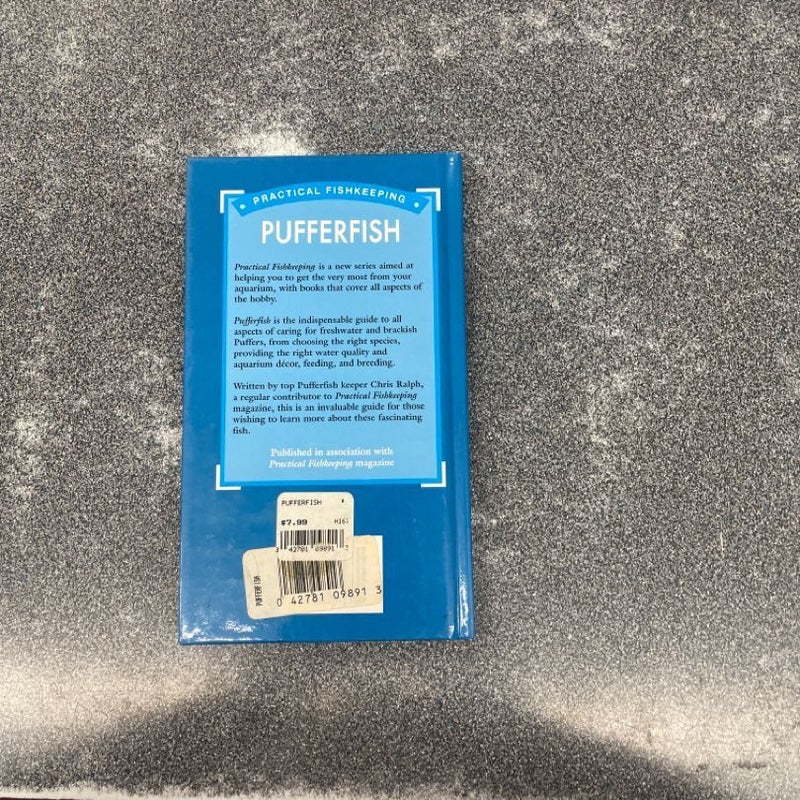 • PRACTICAL FISHKEEPING •
PUFFERFISH
Practical Fishkeeping is a new series aimed at
helping you to get the very most from your
aquarium, with books that cover all aspects of
the hobby.
Pufferfish is the indispensable guide to all
aspects of caring for freshwater and brackish
Puffers, from choosing the right species,
providing the right water quality and
aquarium décor, feeding, and breeding.
Written by top Pufferfish keeper Chris Ralph,
a regular contributor to Practical Fishkeeping
magazine, this is an invaluable guide for those
wishing to learn more about these fascinating
fish.
Published in association with
Practical Fishkeeping magazine
PUFFERFISH
$7.99
42781 09891
PUFFERFISH
0 42781 09891 3